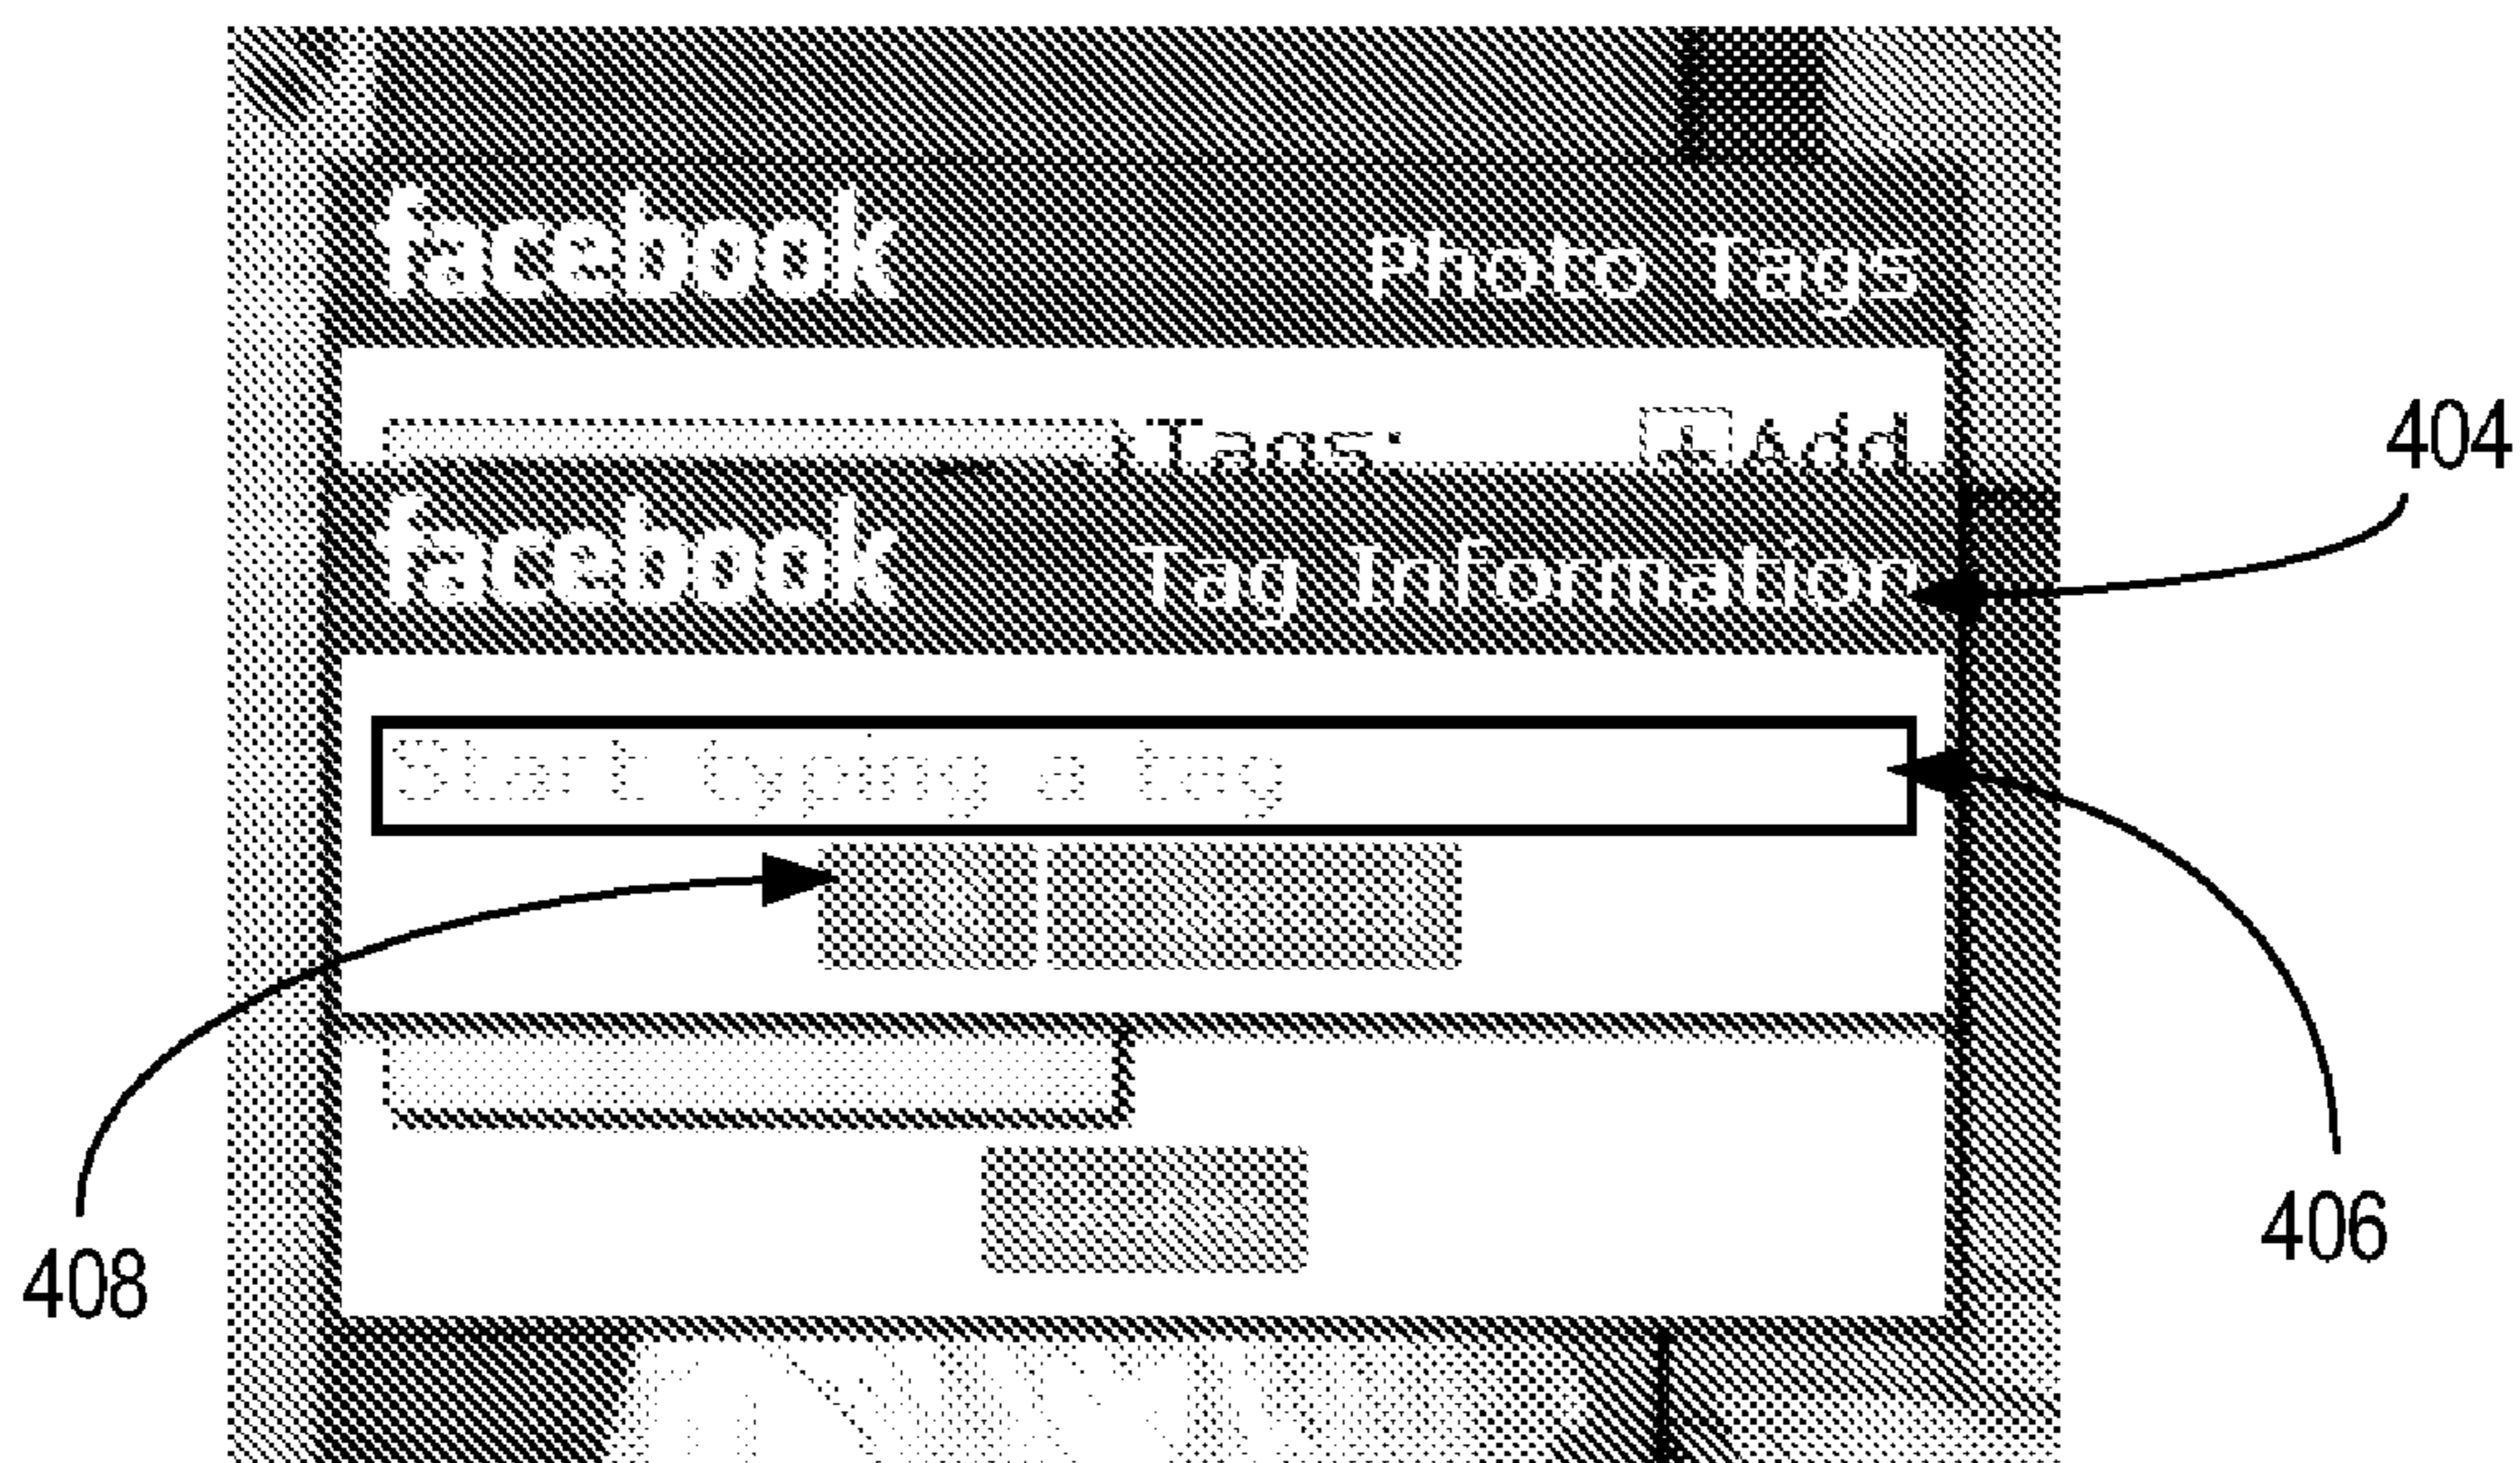 facebook Photo Tags
Tags: + Add
404
facebook Tag Information
Start typing a tag
408
406